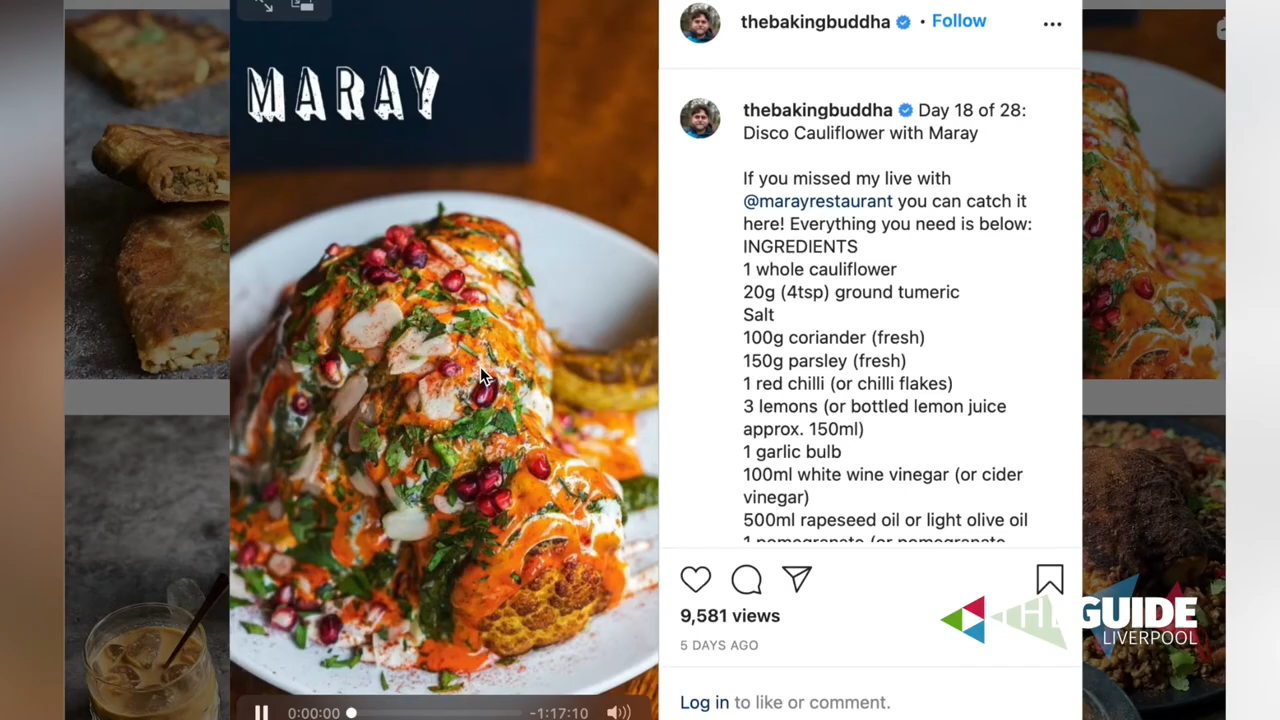 MARAY
thebakingbuddha • Follow
thebakingbuddha Day 18 of 28:
Disco Cauliflower with Maray
If you missed my live with
@marayrestaurant you can catch it
here! Everything you need is below:
INGREDIENTS
1 whole cauliflower
20g (4tsp) ground tumeric
Salt
100g coriander (fresh)
150g parsley (fresh)
1 red chilli (or chilli flakes)
3 lemons (or bottled lemon juice
approx. 150ml)
1 garlic bulb
100ml white wine vinegar (or cider
vinegar)
500ml rapeseed oil or light olive oil
1 pomegranate (or pomegranate
9,581 views
5 DAYS AGO
Log in to like or comment.
0:00:00
-1:17:10
THE GUIDE
LIVERPOOL